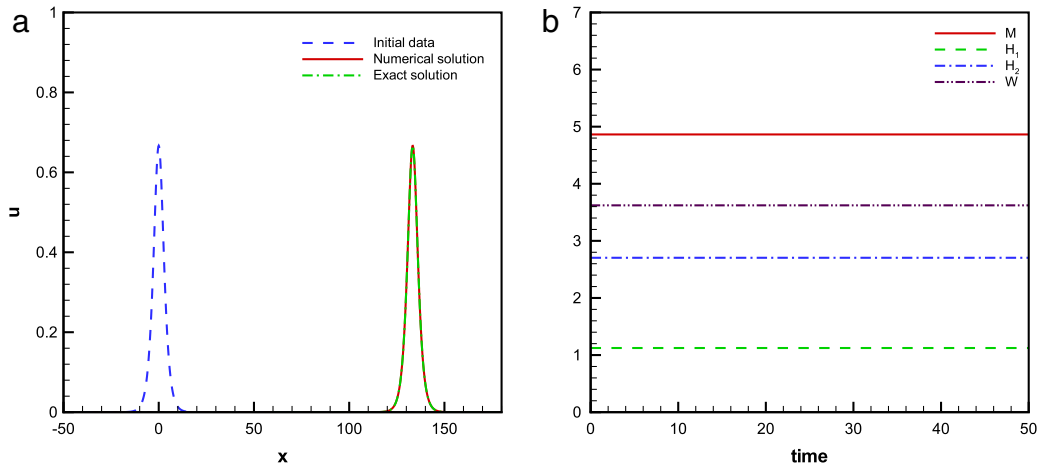 a
1
0.8
0.6
0.4
0.2
0
u
-50
0
50
100
150
x
Initial data
Numerical solution
Exact solution
b
7
6
5
4
3
2
1
0
0
10
20
30
40
50
time
M
H₁
H₂
W